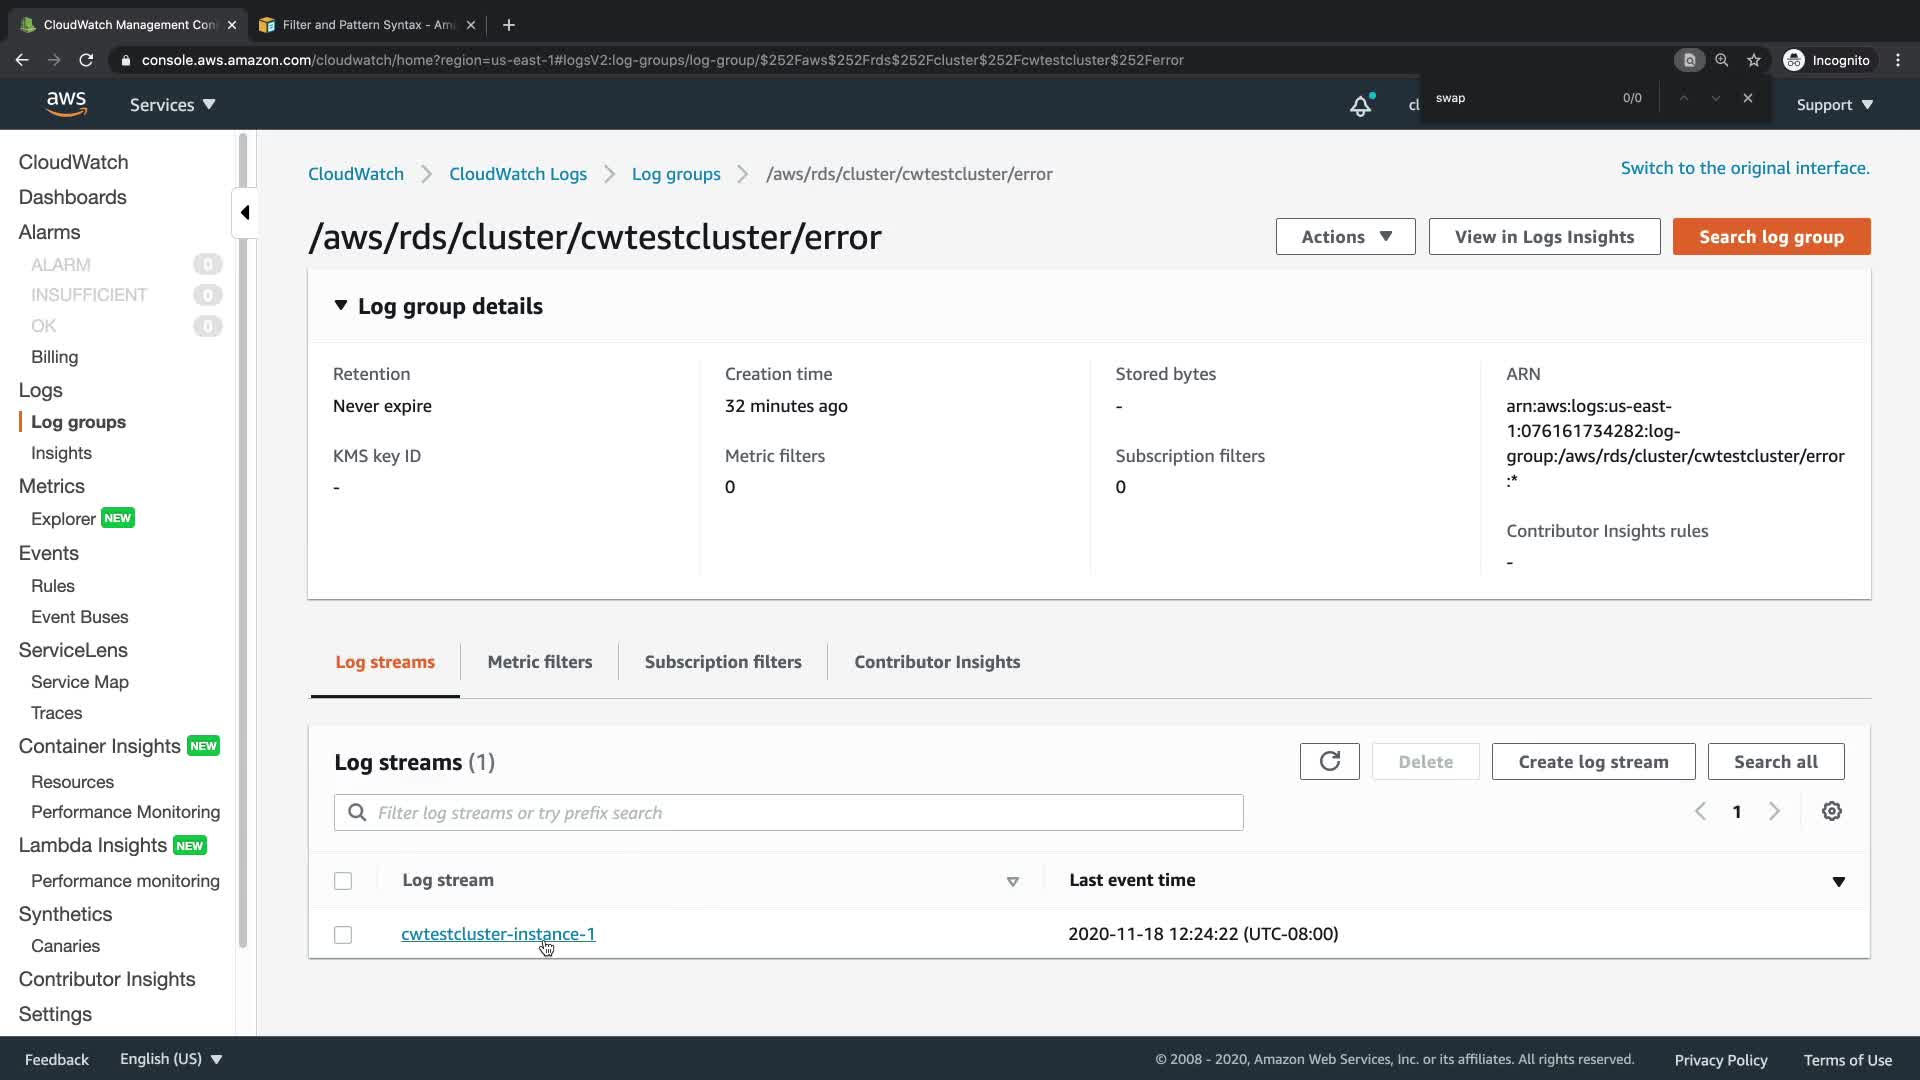 CloudWatch Management Con
Filter and Pattern Syntax - Am
console.aws.amazon.com/cloudwatch/home?region=us-east-1#logsV2:log-groups/log-group/$252Faws$252Frds$252Fcluster$252Fcwtestcluster$252Ferror
Incognito
aws
Services
cl
swap
0/0
Support
CloudWatch
Dashboards
Alarms
ALARM 0
INSUFFICIENT 0
OK 0
Billing
Logs
Log groups
Insights
Metrics
Explorer NEW
Events
Rules
Event Buses
ServiceLens
Service Map
Traces
Container Insights NEW
Resources
Performance Monitoring
Lambda Insights NEW
Performance monitoring
Synthetics
Canaries
Contributor Insights
Settings
CloudWatch
CloudWatch Logs
Log groups
/aws/rds/cluster/cwtestcluster/error
Switch to the original interface.
/aws/rds/cluster/cwtestcluster/error
Actions
View in Logs Insights
Search log group
Log group details
Retention
Never expire
KMS key ID
-
Creation time
32 minutes ago
Metric filters
0
Stored bytes
-
Subscription filters
0
ARN
arn:aws:logs:us-east-
1:076161734282:log-
group:/aws/rds/cluster/cwtestcluster/error
:*
Contributor Insights rules
-
Log streams
Metric filters
Subscription filters
Contributor Insights
Log streams (1)
Delete
Create log stream
Search all
Filter log streams or try prefix search
1
Log stream
Last event time
cwtestcluster-instance-1
2020-11-18 12:24:22 (UTC-08:00)
Feedback
English (US)
© 2008 - 2020, Amazon Web Services, Inc. or its affiliates. All rights reserved.
Privacy Policy
Terms of Use